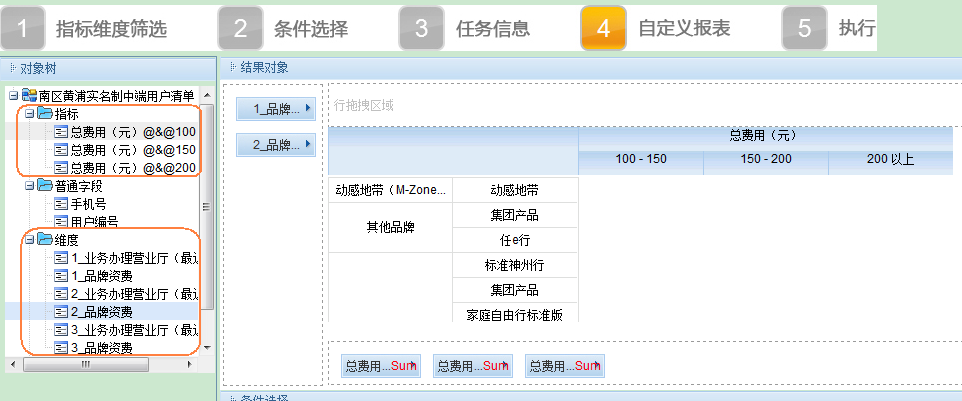 1 指标维度筛选 2 条件选择 3 任务信息 4 自定义报表 5 执行
对象树
南区黄浦实名制中端用户清单
指标
总费用（元）@&@100
总费用（元）@&@150
总费用（元）@&@200
普通字段
手机号
用户编号
维度
1_业务办理营业厅（最
1_品牌资费
2_业务办理营业厅（最
2_品牌资费
3_业务办理营业厅（最
3_品牌资费
结果对象
1_品牌...
2_品牌...
行拖拽区域
总费用（元）
100 - 150 150 - 200 200 以上
动感地带（M-Zone... 动感地带
其他品牌 集团产品
任e行
标准神州行
集团产品
家庭自由行标准版
总费用...Sum 总费用...Sum 总费用...Sum
条件选择